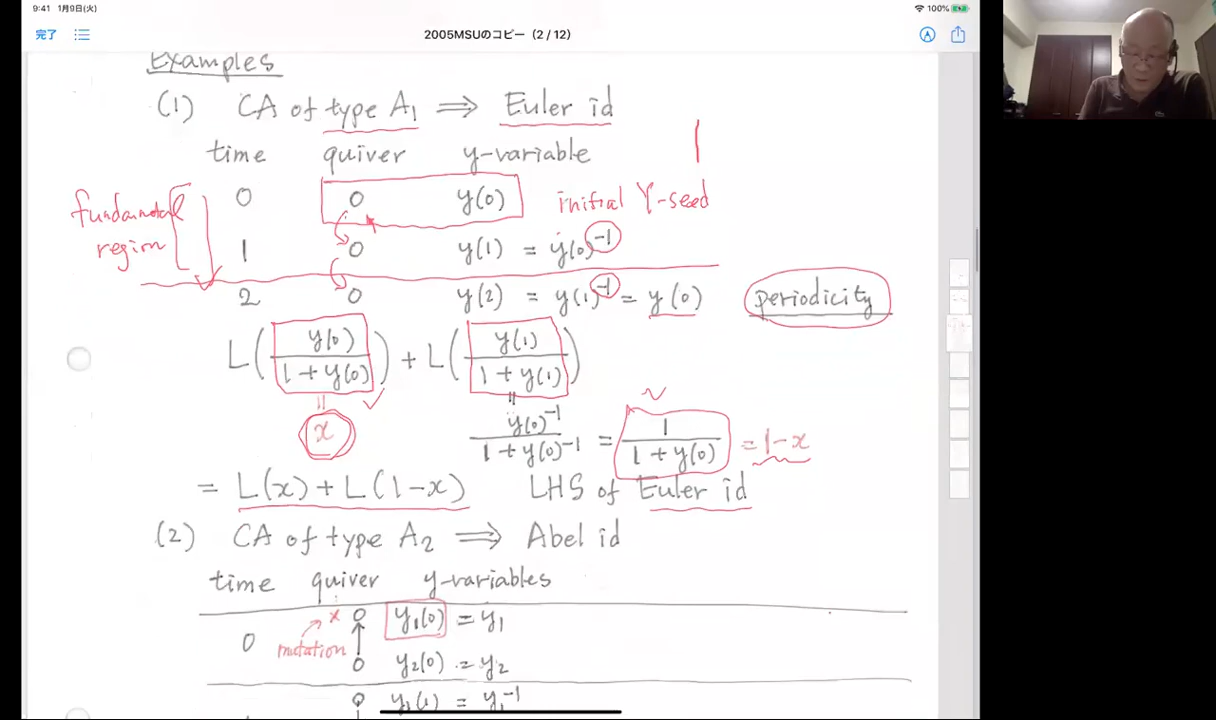 9:41 1月9日(火) 100%
完了 2005MSUのコピー (2 / 12)
Examples
(1) CA of type A₁ ⟹ Euler id
time quiver y-variable
0 0 y(0) initial Y-seed
fundamental region
1 0 y(1) = y(0)⁻¹
2 0 y(2) = y(1)⁻¹ = y(0) periodicity
L( y(0) / 1 + y(0) ) + L( y(1) / 1 + y(1) )
= x
= y(0)⁻¹ / 1 + y(0)⁻¹ = 1 / 1 + y(0) = 1-x
= L(x) + L(1-x) LHS of Euler id
(2) CA of type A₂ ⟹ Abel id
time quiver y-variables
0 × 0 y₁(0) = y₁
mutation ↑
0 y₂(0) = y₂
0 y₁(1) = y₁⁻¹